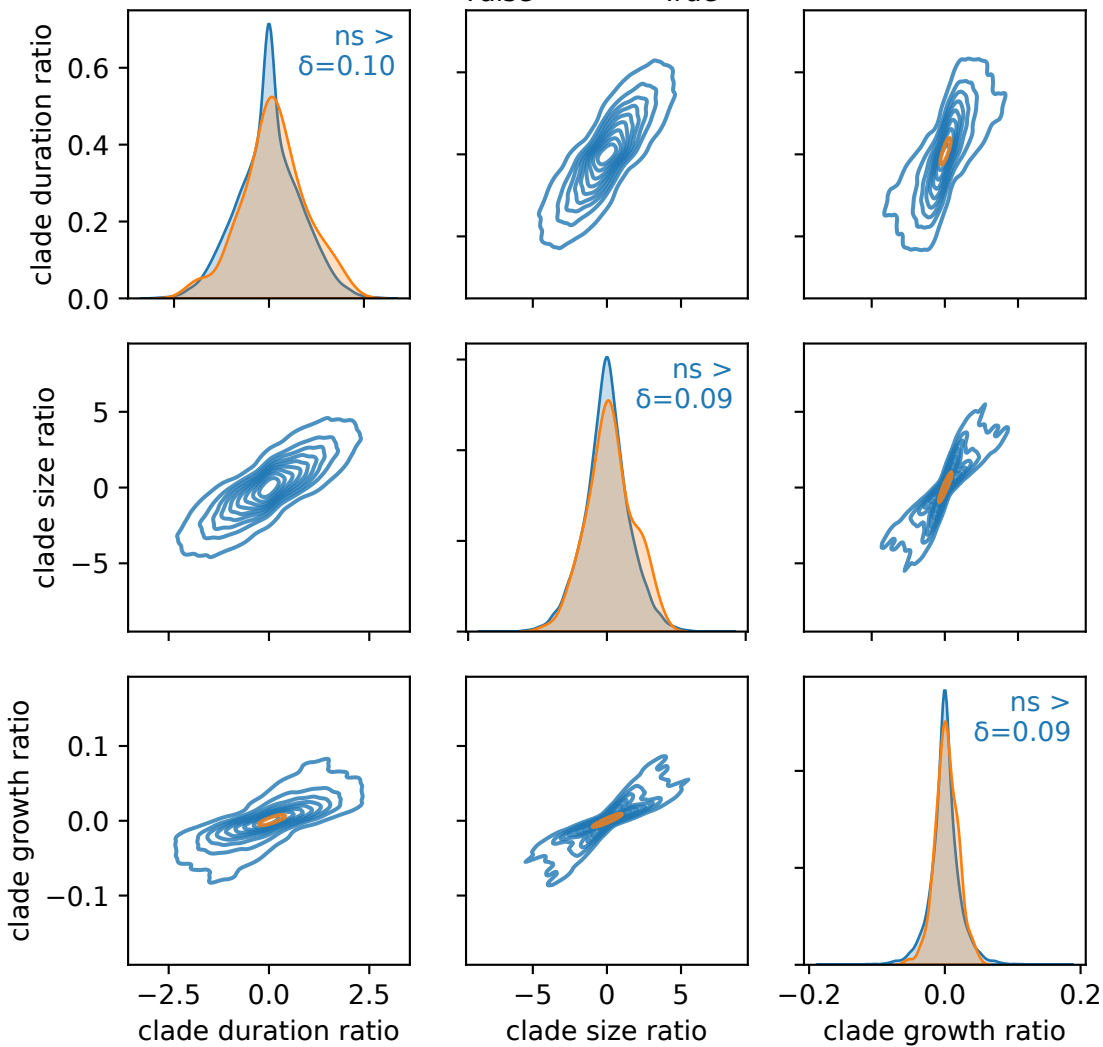 clade duration ratio
0.6
0.4
0.2
0.0
ns >
δ=0.10
clade size ratio
5
0
−5
ns >
δ=0.09
clade growth ratio
0.1
0.0
−0.1
ns >
δ=0.09
−2.5 0.0 2.5
−5 0 5
−0.2 0.0 0.2
clade duration ratio
clade size ratio
clade growth ratio